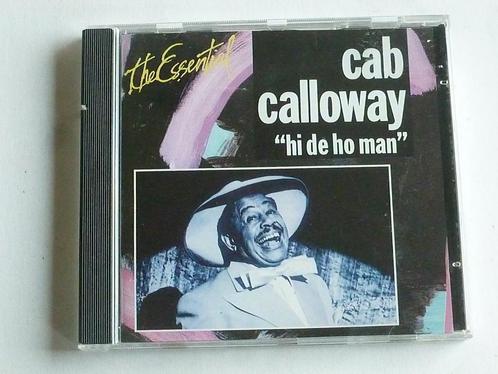 the Essential
cab
calloway
"hi de ho man"